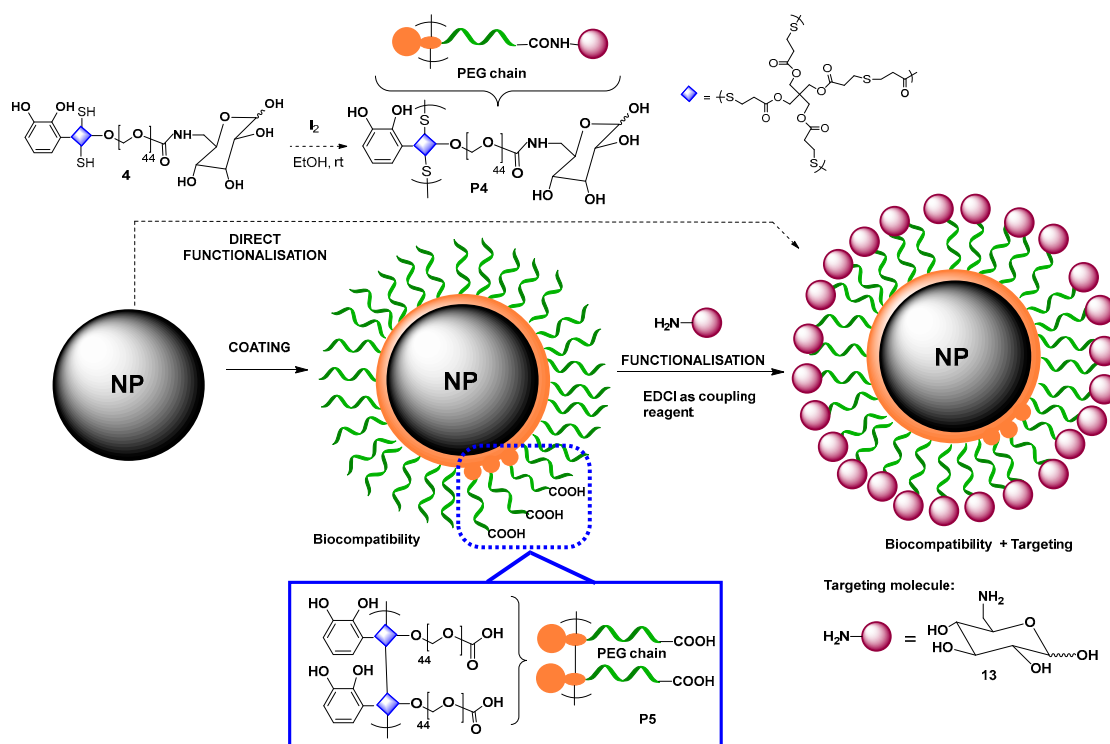 CONH
PEG chain
HO
OH
SH
SH
4
O
O
44
O
NH
O
OH
OH
HO
OH
I2
EtOH, rt
HO
OH
S
S
P4
O
O
44
O
NH
O
OH
OH
HO
OH
=
S
O
O
O
O
S
O
O
S
O
O
S
DIRECT
FUNCTIONALISATION
NP
COATING
NP
COOH
COOH
COOH
Biocompatibility
H2N
FUNCTIONALISATION
EDCI as coupling
reagent
NP
Biocompatibility + Targeting
HO
OH
O
O
44
OH
O
HO
OH
O
O
44
OH
O
COOH
PEG chain
COOH
P5
Targeting molecule:
H2N
=
NH2
HO
HO
O
OH
OH
13